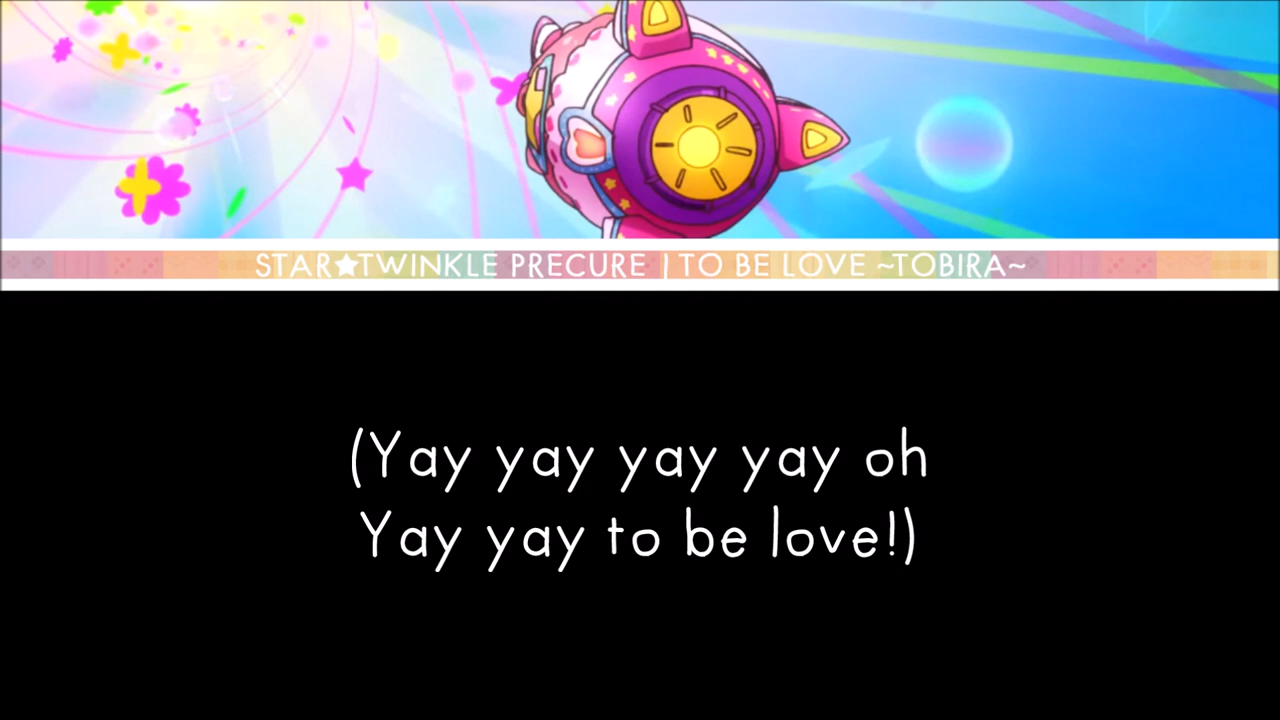 STAR★TWINKLE PRECURE | TO BE LOVE ~TOBIRA~
(Yay yay yay yay oh
Yay yay to be love!)